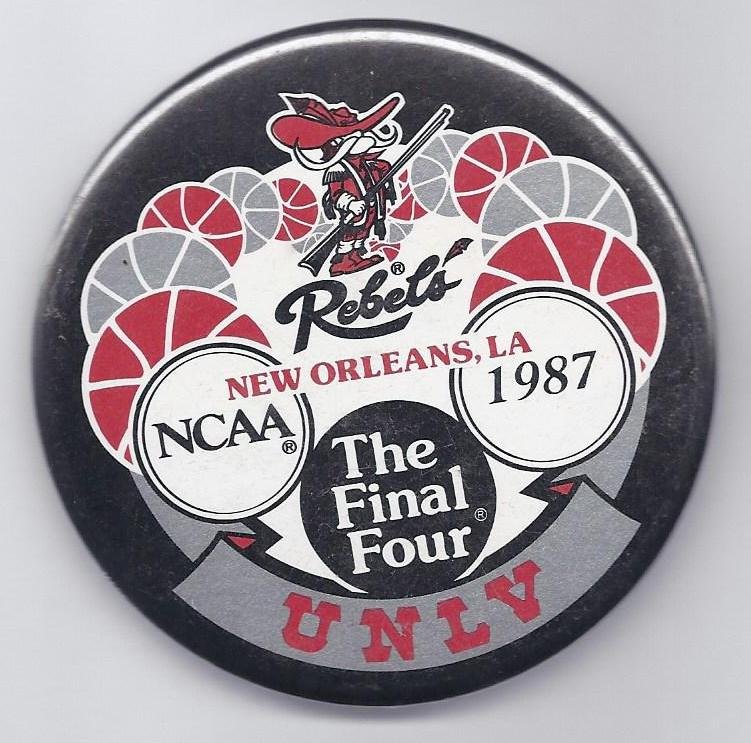 Rebels®
NEW ORLEANS, LA
NCAA®
1987
The
Final
Four®
UNLV